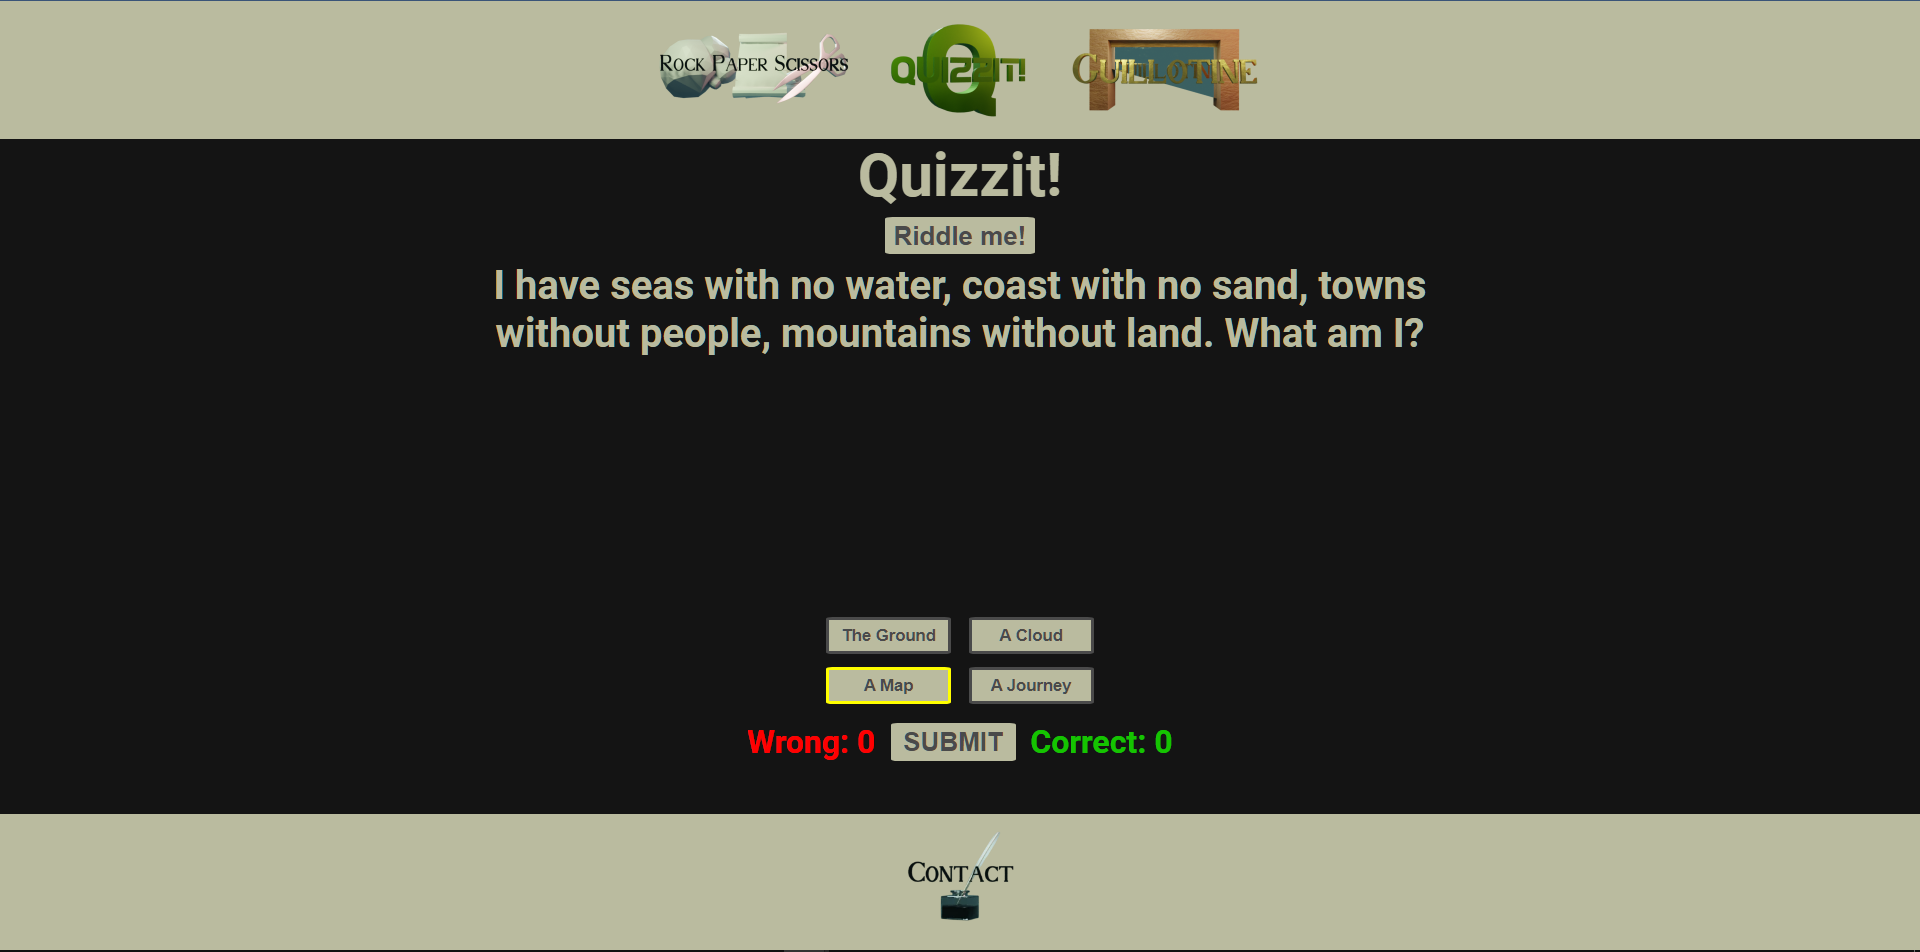 Rock Paper Scissors
QUIZZIT!
Q
Guillotine
Quizzit!
Riddle me!
I have seas with no water, coast with no sand, towns
without people, mountains without land. What am I?
The Ground
A Cloud
A Map
A Journey
Wrong: 0
SUBMIT
Correct: 0
Contact